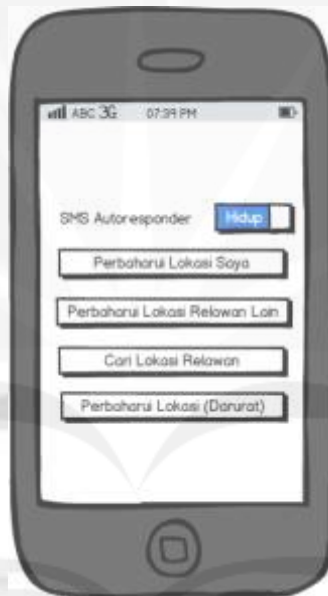 ABC 3G 07:39 PM
SMS Autoresponder Hidup
Perbaharui Lokasi Saya
Perbaharui Lokasi Relawan Lain
Cari Lokasi Relawan
Perbaharui Lokasi (Darurat)